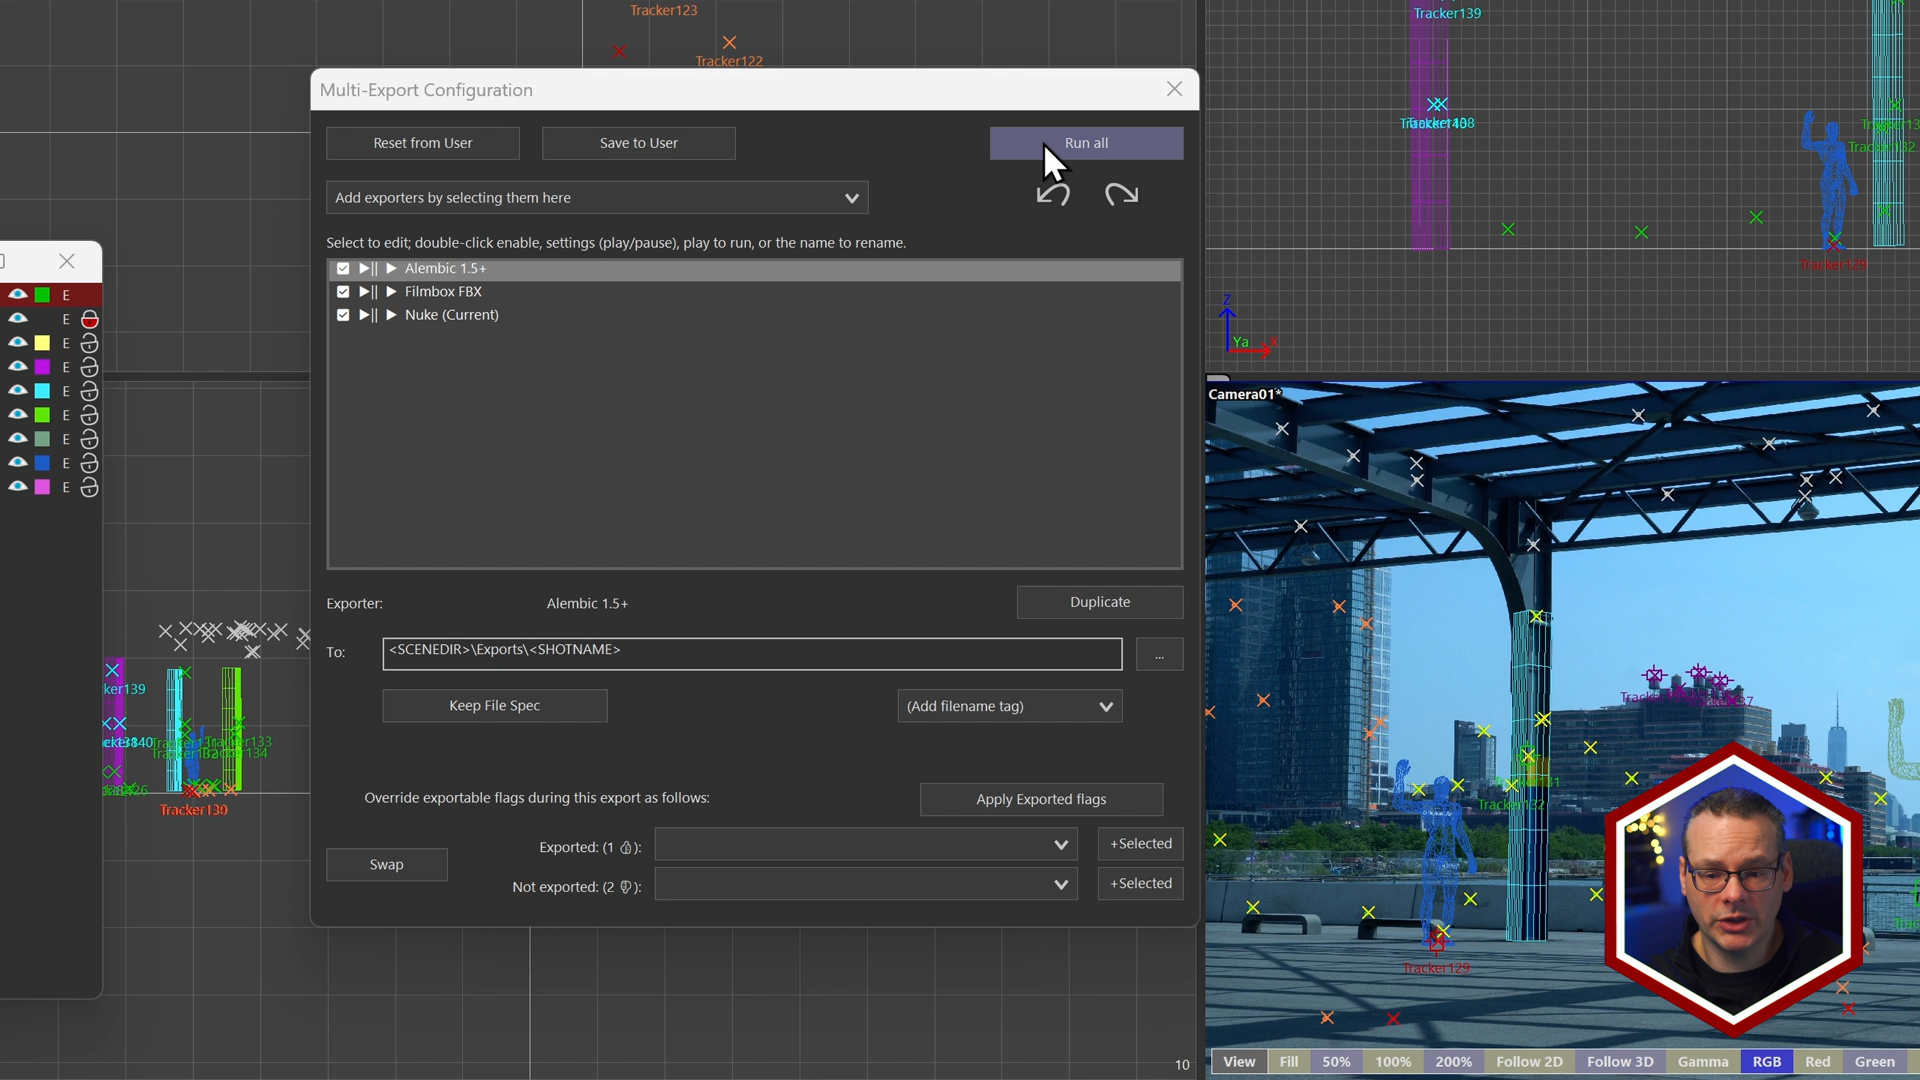 Tracker123
Tracker122
Tracker139
Tracker129
Z
Ya
X
Multi-Export Configuration
Reset from User
Save to User
Run all
Add exporters by selecting them here
Select to edit; double-click enable, settings (play/pause), play to run, or the name to rename.
Alembic 1.5+
Filmbox FBX
Nuke (Current)
Exporter:
Alembic 1.5+
Duplicate
To:
<SCENEDIR>\Exports\<SHOTNAME>
...
Keep File Spec
(Add filename tag)
Override exportable flags during this export as follows:
Apply Exported flags
Exported: (1 ):
+Selected
Swap
Not exported: (2 ):
+Selected
E
E
E
E
E
E
E
E
E
ker139
Tracker130
10
Camera01*
Tracker132
Tracker129
View
Fill
50%
100%
200%
Follow 2D
Follow 3D
Gamma
RGB
Red
Green